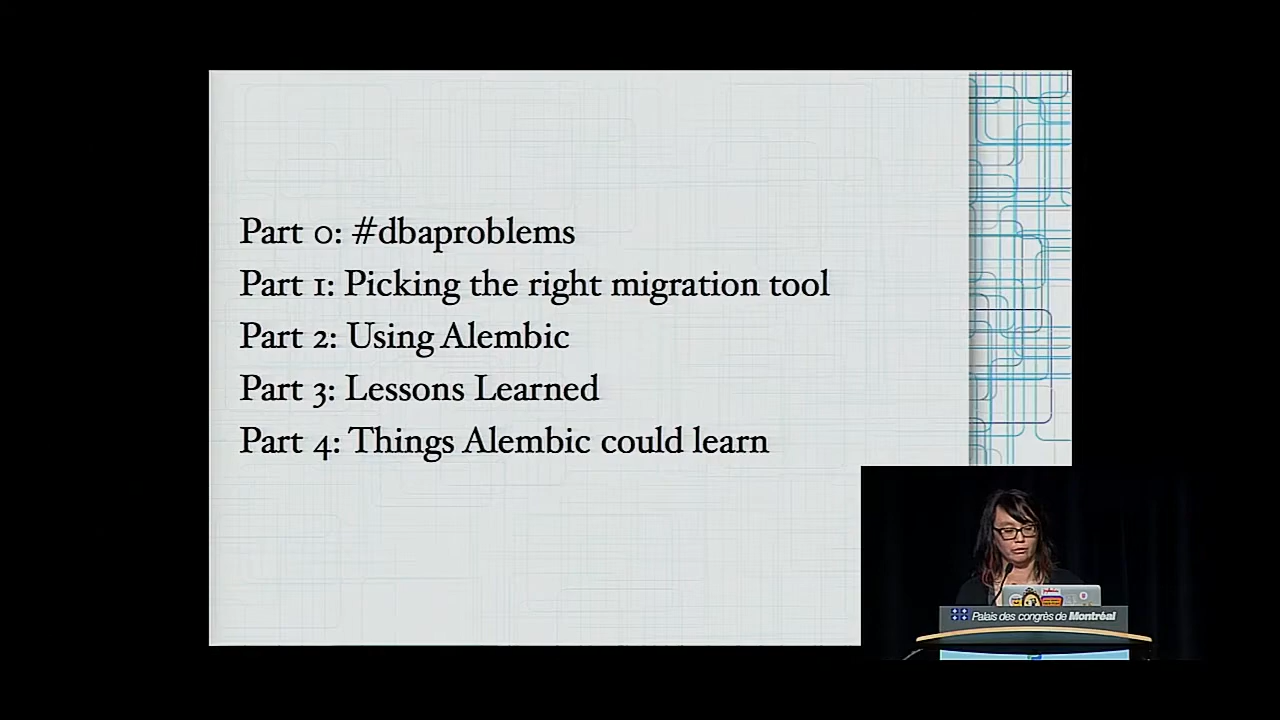 Part 0: #dbaproblems
Part 1: Picking the right migration tool
Part 2: Using Alembic
Part 3: Lessons Learned
Part 4: Things Alembic could learn
Palais des congrès de Montréal